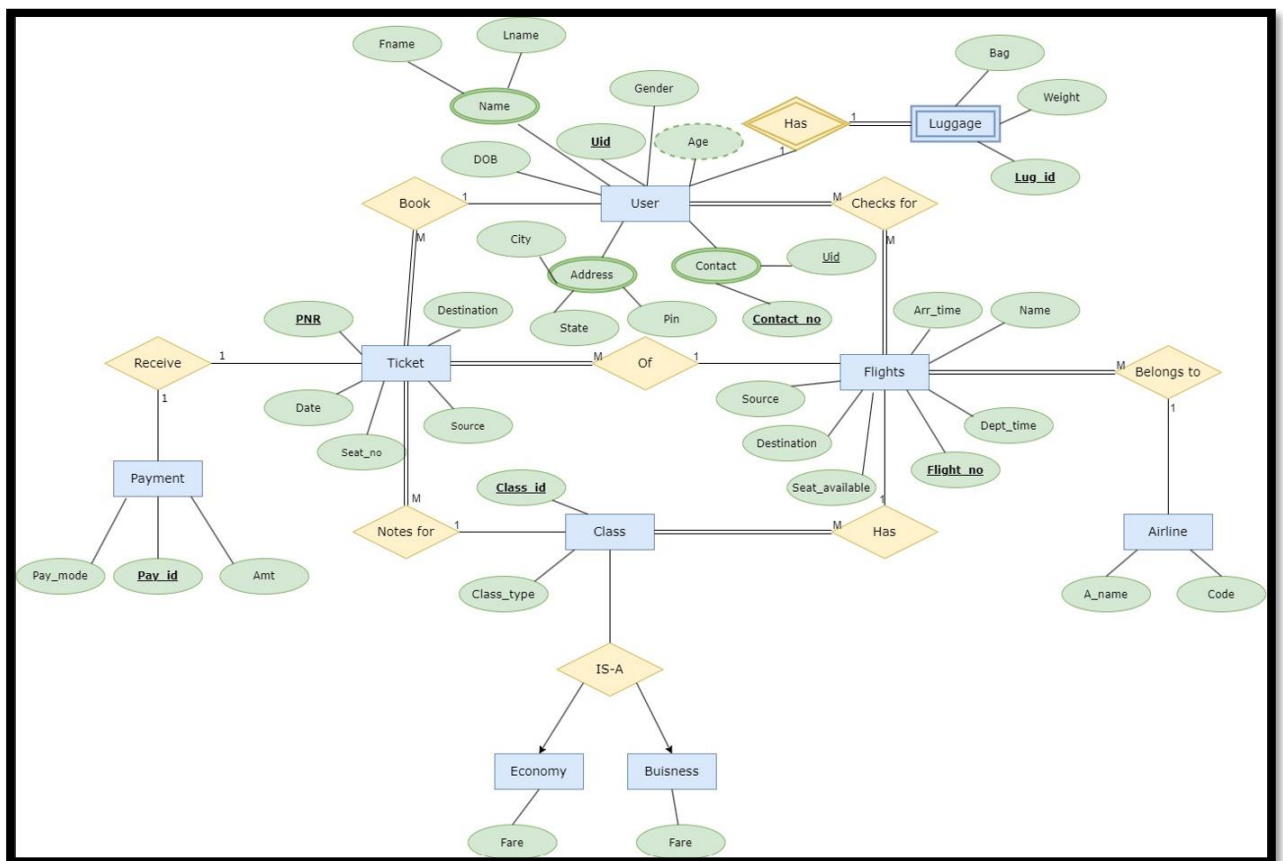 Lname
Fname
Bag
Gender
Weight
Name
Has
1
Luggage
Uid
Age
1
DOB
Lug_id
Book
1
User
M
Checks for
M
M
City
Uid
Address
Contact
Arr_time
Name
PNR
Destination
State
Pin
Contact_no
Receive
1
Ticket
M
Of
1
Flights
M
Belongs to
1
1
Date
Source
Source
Dept_time
Seat_no
Destination
Payment
Flight_no
Class_id
Seat_available
M
1
Notes for
1
Class
M
Has
Airline
Pay_mode
Pay_id
Amt
Class_type
A_name
Code
IS-A
Economy
Buisness
Fare
Fare